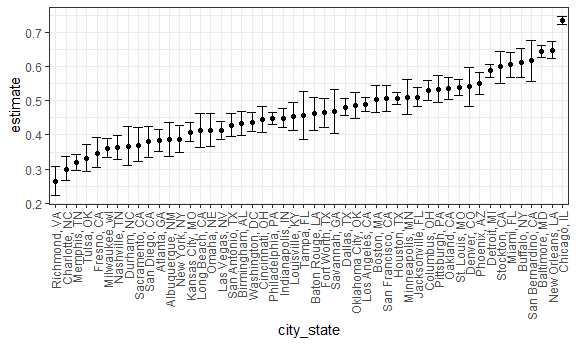 estimate
0.7
0.6
0.5
0.4
0.3
0.2
Richmond, VA
Charlotte, NC
Memphis, TN
Tulsa, OK
Fresno, CA
Milwaukee, wI
Nashville, TN
Durham, NC
Sacramento, CA
San Diego, CA
Atlanta, GA
Albuquerque, NM
New York, NY
Kansas City, MO
Long Beach, CA
Omaha, NE
Las Vegas, NV
San Antonio, TX
Birmingham, AL
Washington, DC
Cincinnati, OH
Philadelphia, PA
Indianapolis, IN
Louisville, KY
Tampa, FL
Baton Rouge, LA
Fort Worth, TX
Savannah, GA
Dallas, TX
Oklahoma City, OK
Los Angeles, CA
Boston, MA
San Francisco, CA
Houston, TX
Minneapolis, MN
Jacksonville, FL
Columbus, OH
Pittsburgh, PA
Oakland, CA
St. Louis, MO
Denver, CO
Phoenix, AZ
Detroit, MI
Stockton, CA
Miami, FL
Buffalo, NY
San Bernardino, CA
Baltimore, MD
New Orleans, LA
Chicago, IL
city_state